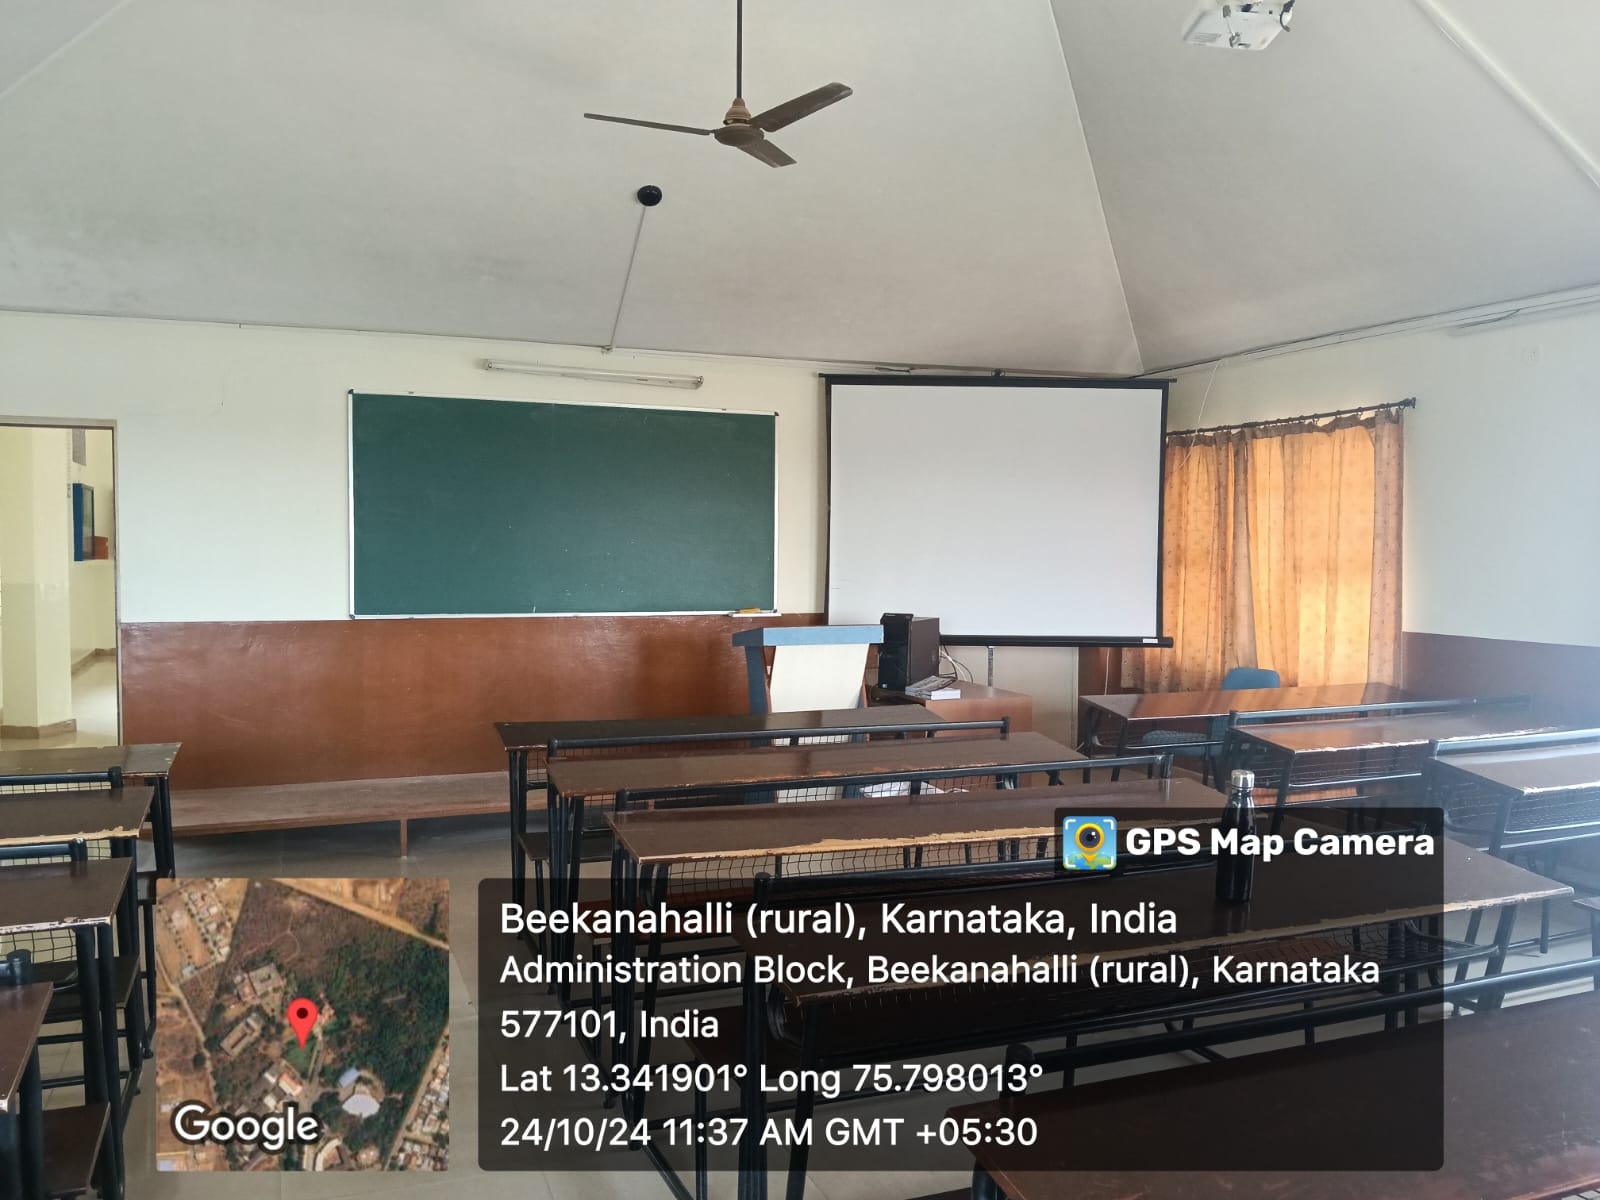 GPS Map Camera
Beekanahalli (rural), Karnataka, India
Administration Block, Beekanahalli (rural), Karnataka
577101, India
Lat 13.341901° Long 75.798013°
24/10/24 11:37 AM GMT +05:30
Google